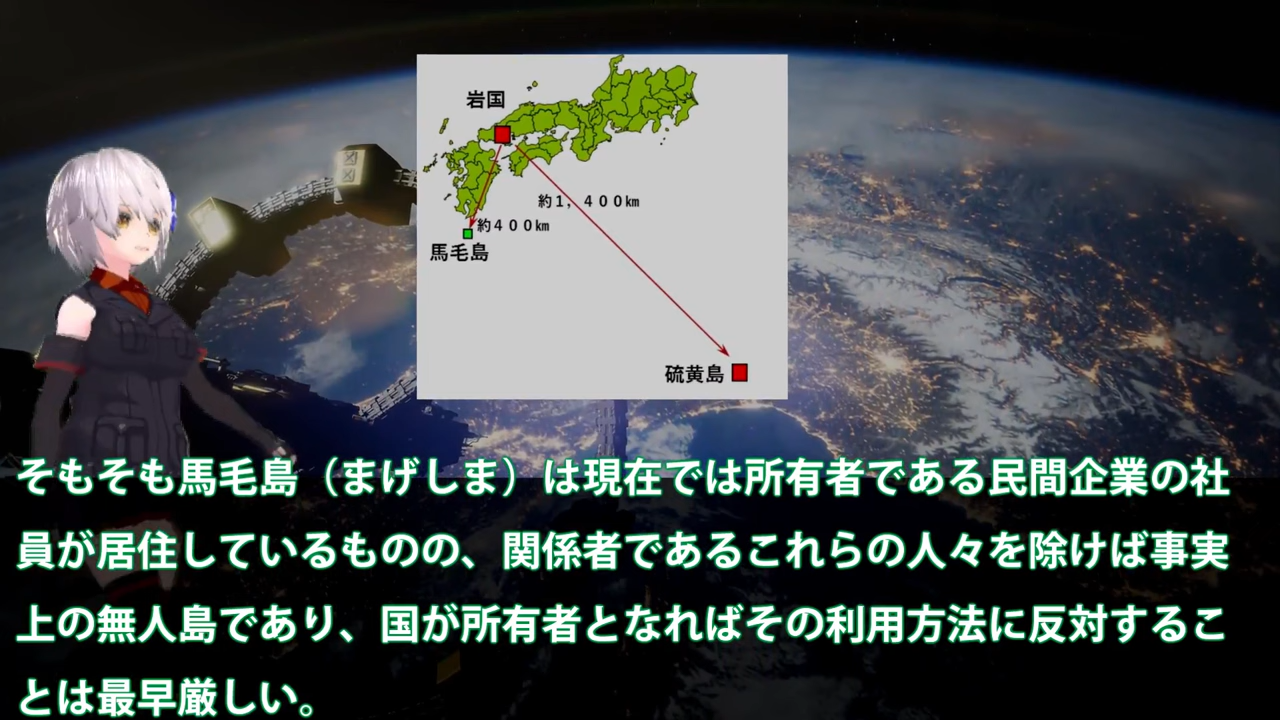 岩国
約１，４００㎞
約４００㎞
馬毛島
硫黄島
そもそも馬毛島（まげしま）は現在では所有者である民間企業の社
員が居住しているものの、関係者であるこれらの人々を除けば事実
上の無人島であり、国が所有者となればその利用方法に反対するこ
とは最早厳しい。